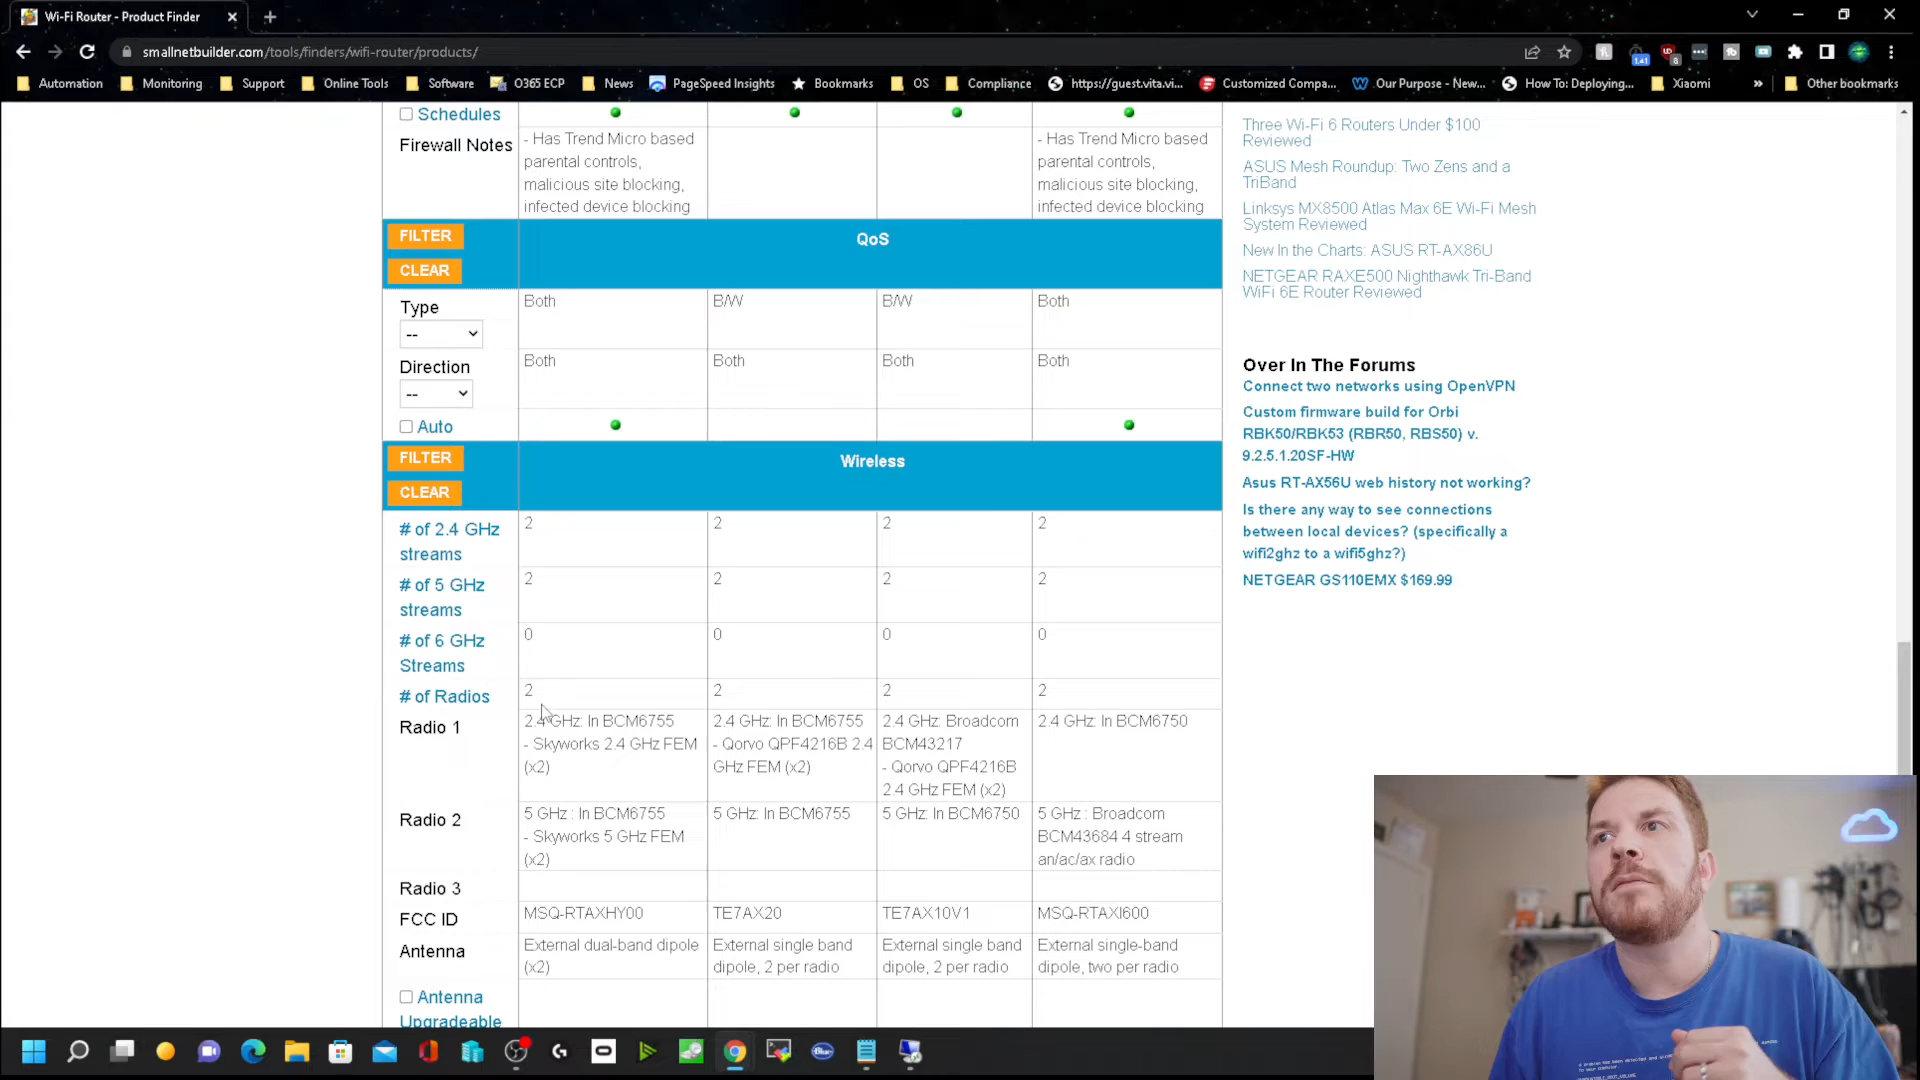 Wi-Fi Router - Product Finder
smallnetbuilder.com/tools/finders/wifi-router/products/
Automation Monitoring Support Online Tools Software O365 ECP News PageSpeed Insights Bookmarks OS Compliance https://guest.vita.vi... Customized Compa... Our Purpose - New... How To: Deploying... Xiaomi » Other bookmarks
Schedules
Firewall Notes
- Has Trend Micro based
parental controls,
malicious site blocking,
infected device blocking
- Has Trend Micro based
parental controls,
malicious site blocking,
infected device blocking
FILTER
CLEAR
QoS
Type Both B/W B/W Both
--
Direction Both Both Both Both
--
Auto
FILTER
CLEAR
Wireless
# of 2.4 GHz
streams
2 2 2 2
# of 5 GHz
streams
2 2 2 2
# of 6 GHz
Streams
0 0 0 0
# of Radios 2 2 2 2
Radio 1
2.4 GHz: In BCM6755
- Skyworks 2.4 GHz FEM
(x2)
2.4 GHz: In BCM6755
- Qorvo QPF4216B 2.4
GHz FEM (x2)
2.4 GHz: Broadcom
BCM43217
- Qorvo QPF4216B
2.4 GHz FEM (x2)
2.4 GHz: In BCM6750
Radio 2
5 GHz : In BCM6755
- Skyworks 5 GHz FEM
(x2)
5 GHz: In BCM6755
5 GHz: In BCM6750
5 GHz : Broadcom
BCM43684 4 stream
an/ac/ax radio
Radio 3
FCC ID MSQ-RTAXHY00 TE7AX20 TE7AX10V1 MSQ-RTAXI600
Antenna
External dual-band dipole
(x2)
External single band
dipole, 2 per radio
External single band
dipole, 2 per radio
External single-band
dipole, two per radio
Antenna
Upgradeable
Three Wi-Fi 6 Routers Under $100
Reviewed
ASUS Mesh Roundup: Two Zens and a
TriBand
Linksys MX8500 Atlas Max 6E Wi-Fi Mesh
System Reviewed
New In the Charts: ASUS RT-AX86U
NETGEAR RAXE500 Nighthawk Tri-Band
WiFi 6E Router Reviewed
Over In The Forums
Connect two networks using OpenVPN
Custom firmware build for Orbi
RBK50/RBK53 (RBR50, RBS50) v.
9.2.5.1.20SF-HW
Asus RT-AX56U web history not working?
Is there any way to see connections
between local devices? (specifically a
wifi2ghz to a wifi5ghz?)
NETGEAR GS110EMX $169.99